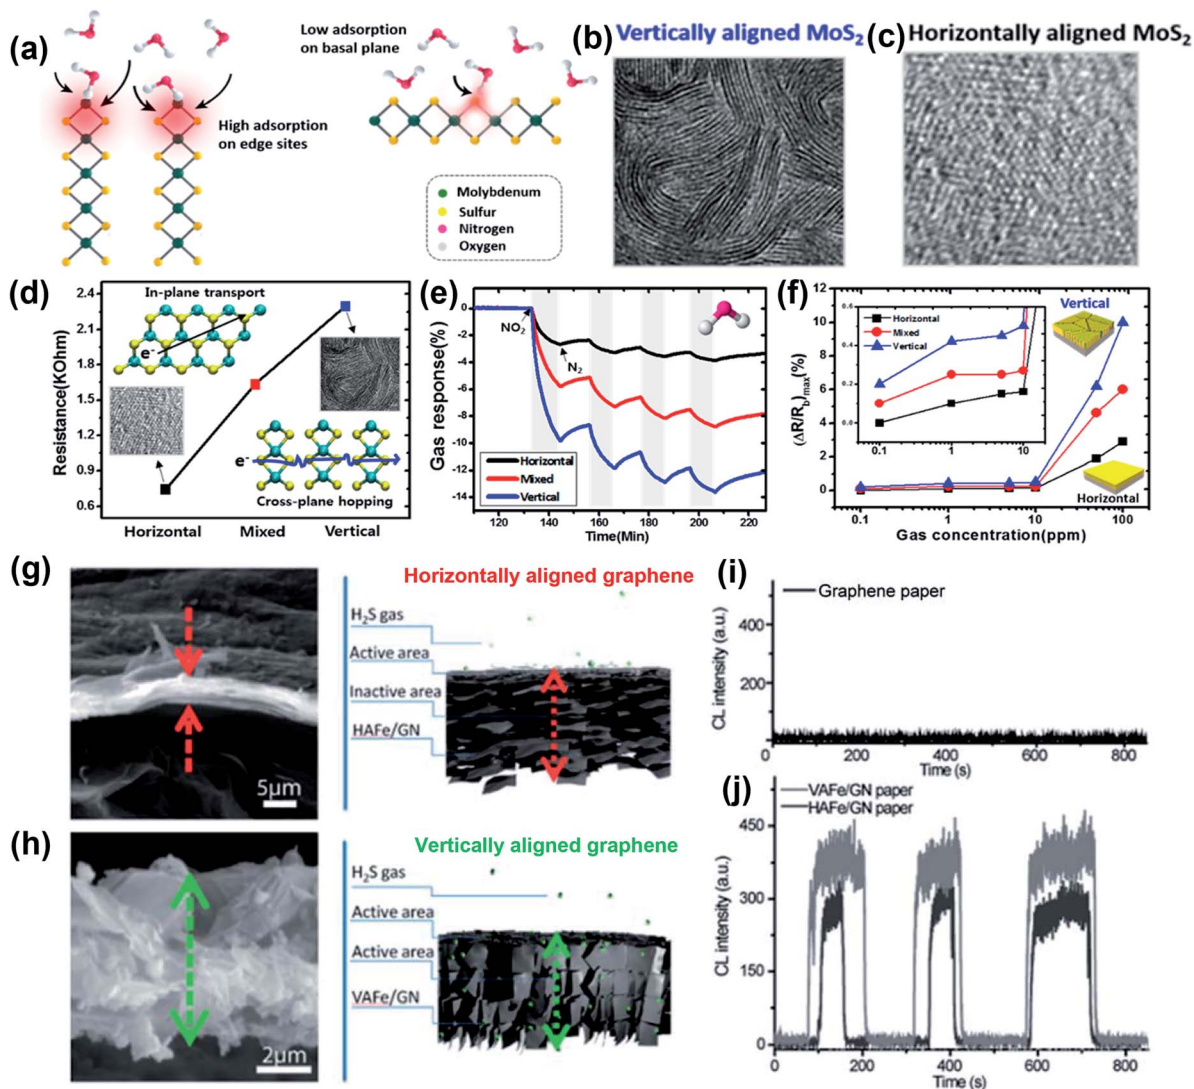 (a)
Low adsorption
on basal plane
High adsorption
on edge sites
Molybdenum
Sulfur
Nitrogen
Oxygen
(b) Vertically aligned MoS2
(c) Horizontally aligned MoS2
(d)
2.4
2.1
1.8
1.5
1.2
0.9
0.6
Resistance(KOhm)
In-plane transport
e-
e-
Cross-plane hopping
Horizontal Mixed Vertical
(e)
0
-2
-4
-6
-8
-10
-12
-14
Gas response(%)
NO2
N2
Horizontal
Mixed
Vertical
120 140 160 180 200 220
Time(Min)
(f)
12
10
8
6
4
2
0
(ΔR/Rb)max(%)
0.6
0.4
0.2
0.0
Horizontal
Mixed
Vertical
0.1 1 10
Vertical
Horizontal
0.1 1 10 100
Gas concentration(ppm)
(g)
5μm
Horizontally aligned graphene
H2S gas
Active area
Inactive area
HAFe/GN
(h)
2μm
Vertically aligned graphene
H2S gas
Active area
Active area
VAFe/GN
(i)
Graphene paper
400
200
0
CL intensity (a.u.)
0 200 400 600 800
Time (s)
(j)
VAFe/GN paper
HAFe/GN paper
450
300
150
0
CL intensity (a.u.)
0 200 400 600 800
Time (s)